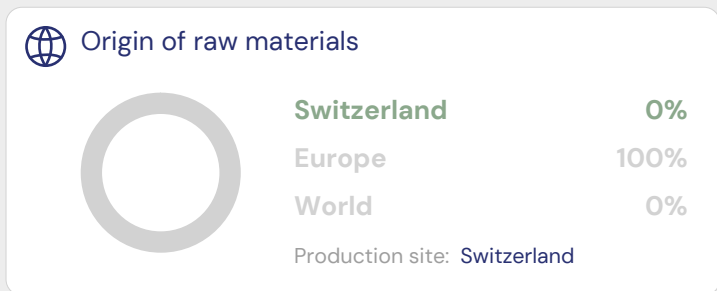 Origin of raw materials
Switzerland 0%
Europe 100%
World 0%
Production site: Switzerland